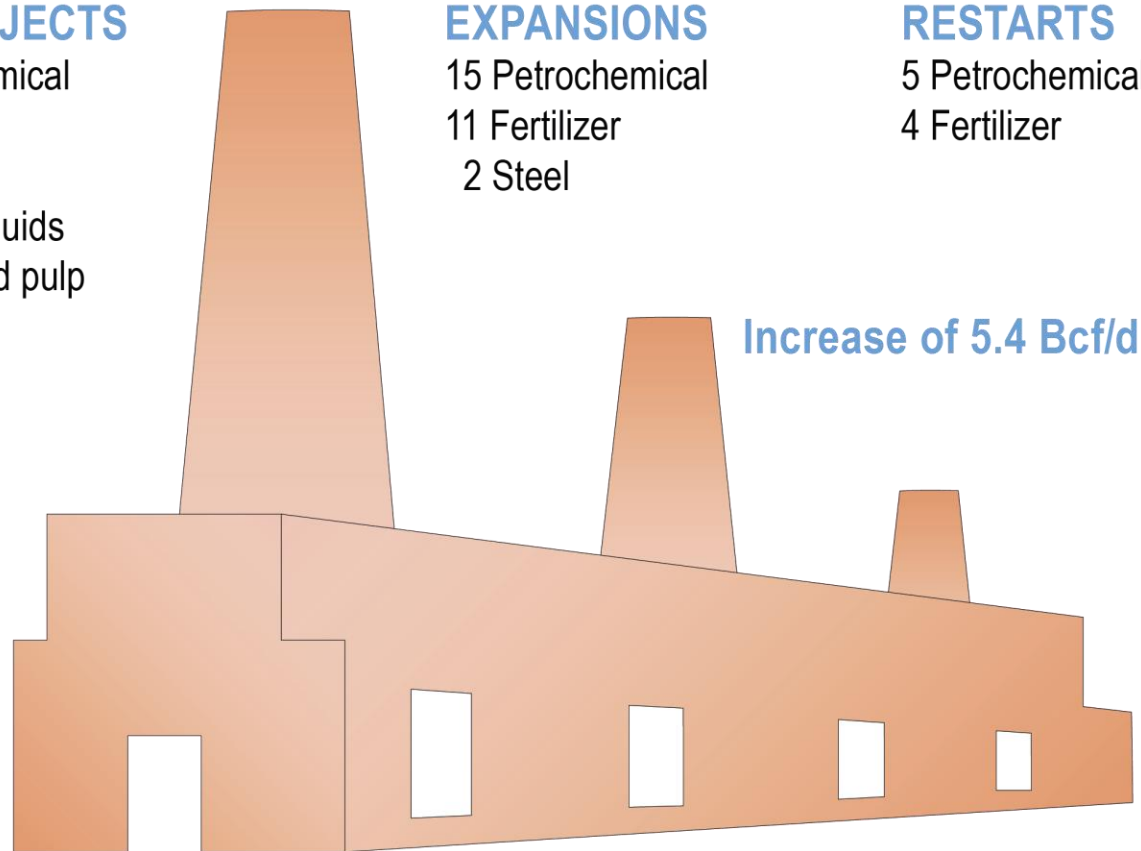 JECTS
mical
uids
d pulp
EXPANSIONS
15 Petrochemical
11 Fertilizer
2 Steel
RESTARTS
5 Petrochemical
4 Fertilizer
Increase of 5.4 Bcf/d